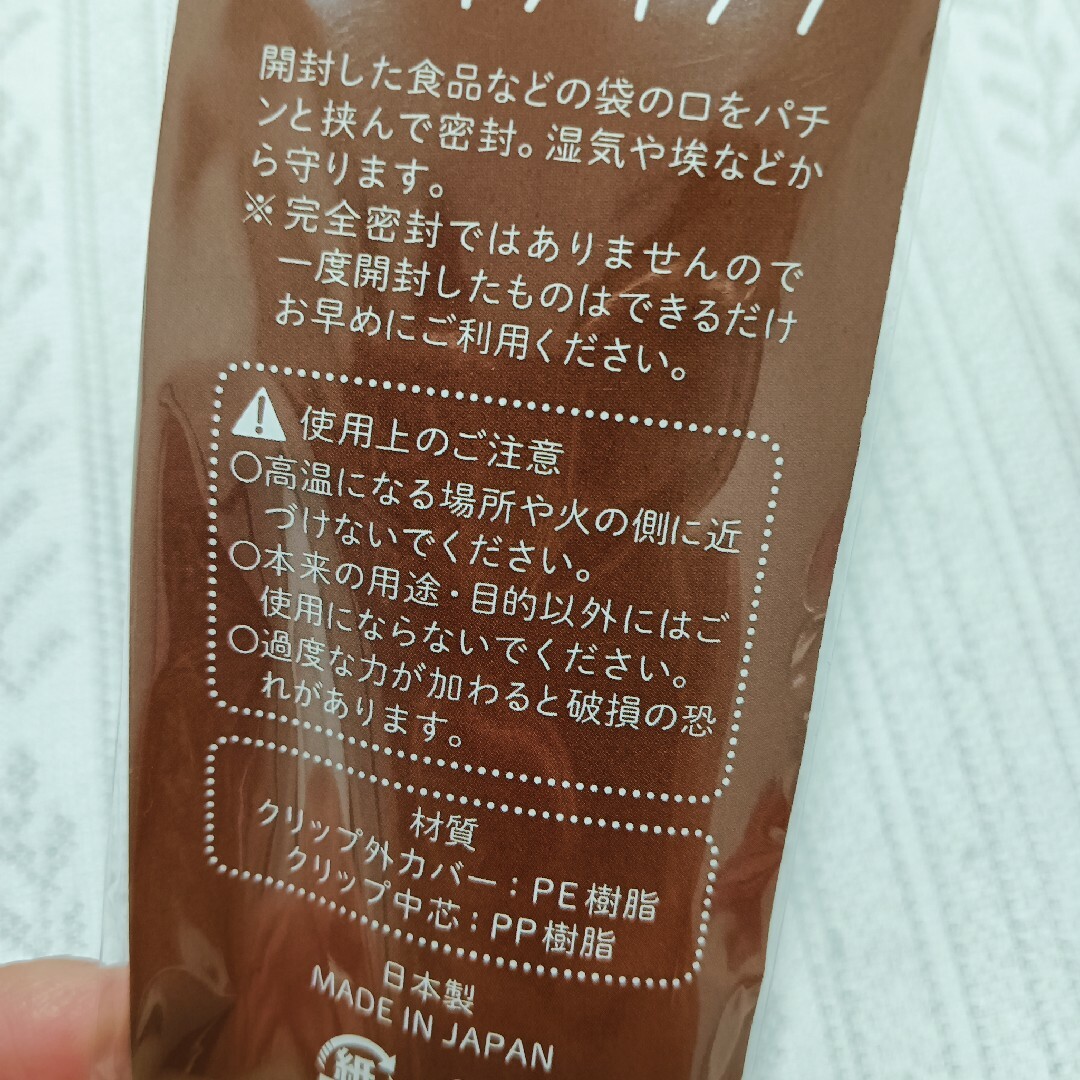 開封した食品などの袋の口をパチ
ンと挟んで密封。湿気や埃などか
ら守ります。
※完全密封ではありませんので
一度開封したものはできるだけ
お早めにご利用ください。
使用上のご注意
○高温になる場所や火の側に近
づけないでください。
○本来の用途・目的以外にはご
使用にならないでください。
○過度な力が加わると破損の恐
れがあります。
材質
クリップ外カバー：PE樹脂
クリップ中芯：PP樹脂
日本製
MADE IN JAPAN
紙